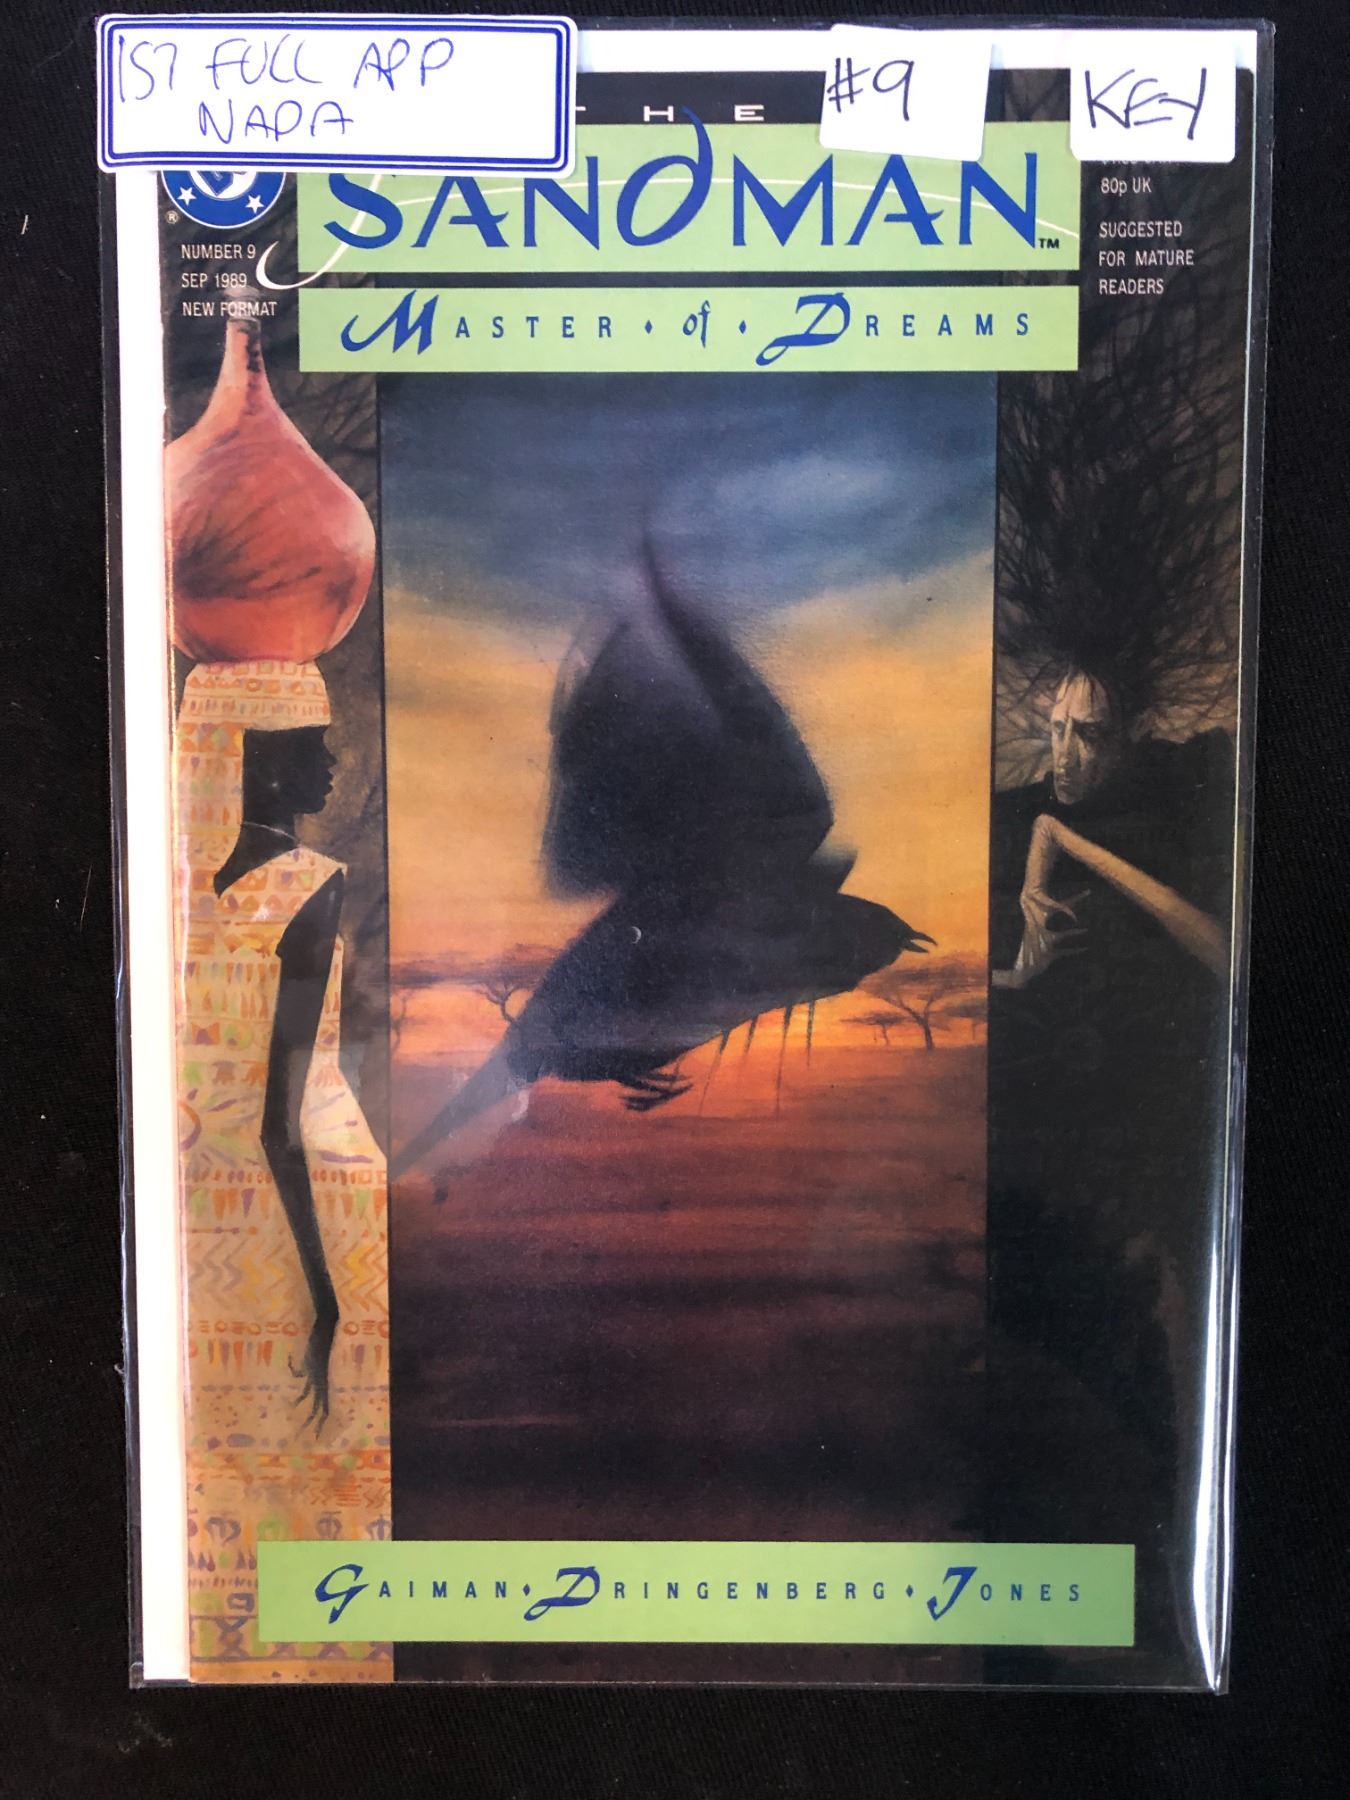 1ST FULL APP
NADA
#9
KEY
THE
SANDMAN™
MASTER • of • DREAMS
®
NUMBER 9
SEP 1989
NEW FORMAT
80p UK
SUGGESTED
FOR MATURE
READERS
GAIMAN • DRINGENBERG • JONES